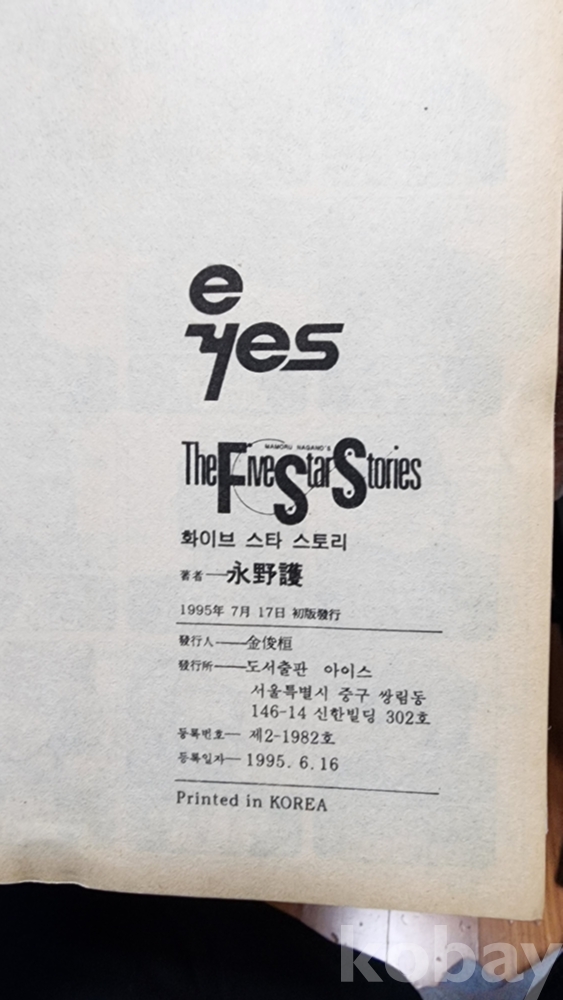 e
yes
MAMORU NAGANO'S
The Five Star Stories
화이브 스타 스토리
著者──永野護
1995年 7月 17日 初版發行
發行人──金俊桓
發行所──도서출판 아이스
서울특별시 중구 쌍림동
146-14 신한빌딩 302호
등록번호─ 제2-1982호
등록일자─ 1995. 6. 16
Printed in KOREA
kobay